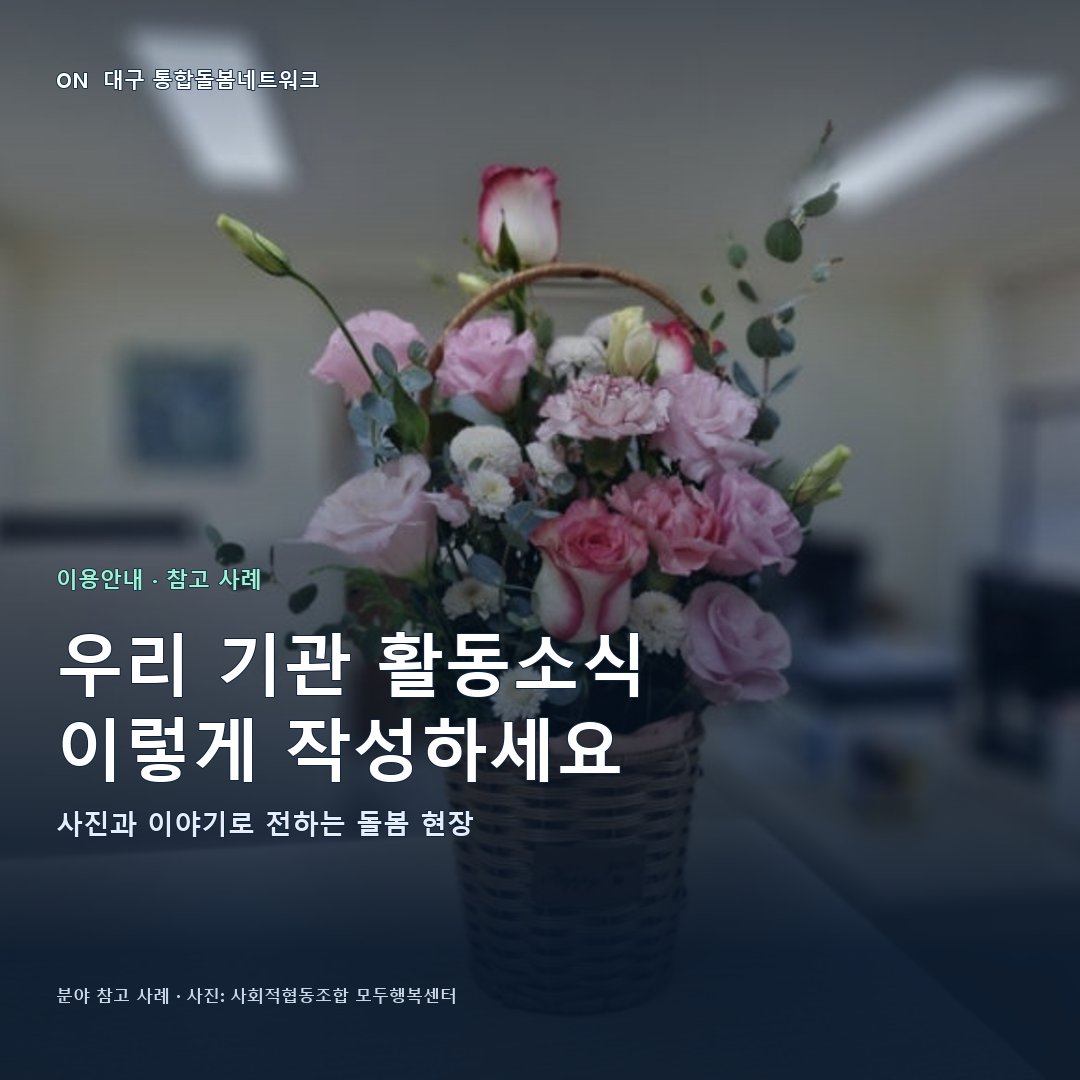 ON 대구 통합돌봄네트워크
이용안내 · 참고 사례
우리 기관 활동소식
이렇게 작성하세요
사진과 이야기로 전하는 돌봄 현장
분야 참고 사례 · 사진: 사회적협동조합 모두행복센터